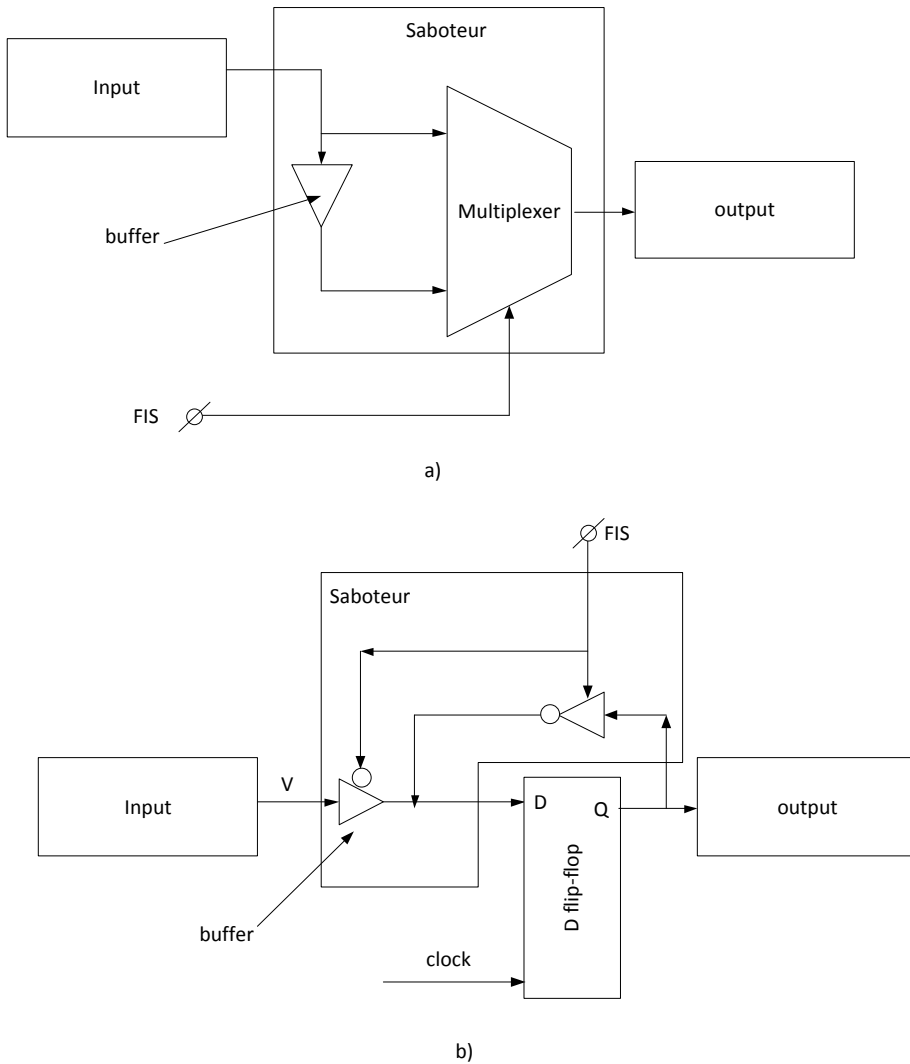 Saboteur
Input
Multiplexer
output
buffer
FIS
a)
FIS
Saboteur
V
Input
D
Q
output
D flip-flop
buffer
clock
b)